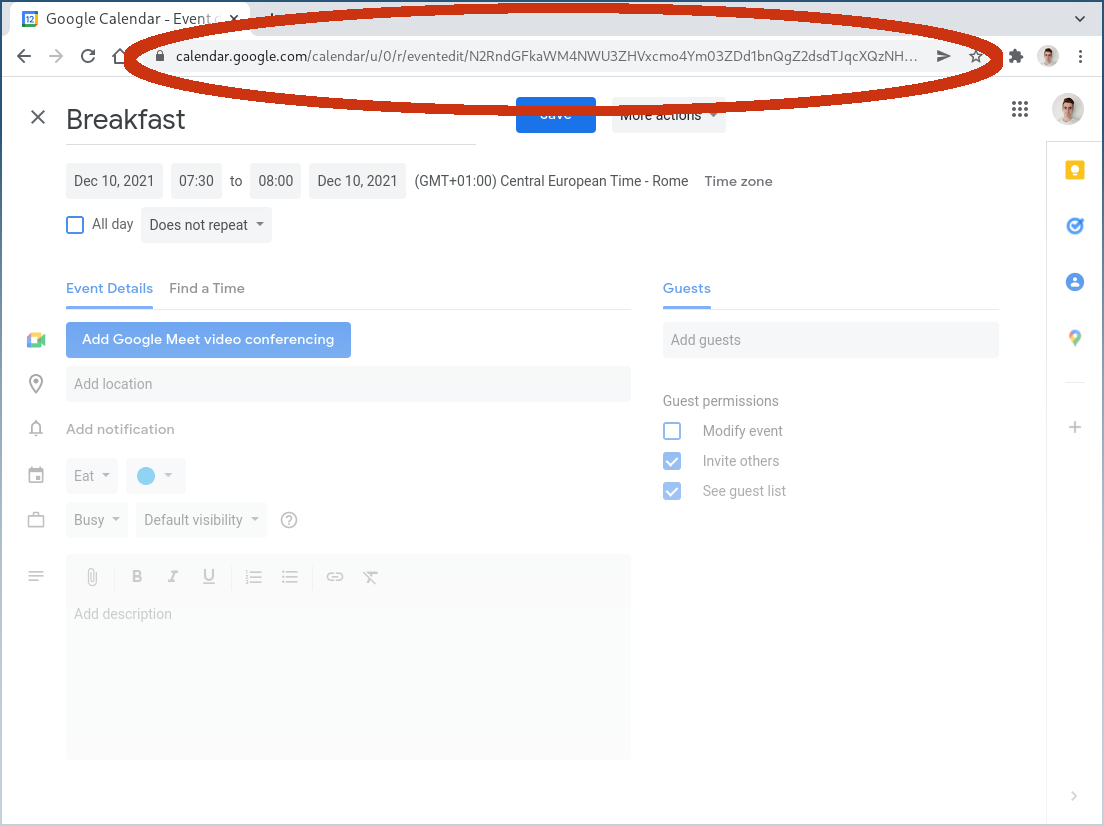 Google Calendar - Event
calendar.google.com/calendar/u/0/r/eventedit/N2RndGFkaWM4NWU3ZHVxcmo4Ym03ZDd1bnQgZ2dsdTJqcXQzNH...
Breakfast
Save
More actions
Dec 10, 2021 07:30 to 08:00 Dec 10, 2021 (GMT+01:00) Central European Time - Rome Time zone
All day Does not repeat
Event Details Find a Time
Guests
Add Google Meet video conferencing
Add guests
Add location
Guest permissions
Add notification
Modify event
Invite others
Eat
See guest list
Busy Default visibility
B I U
Add description